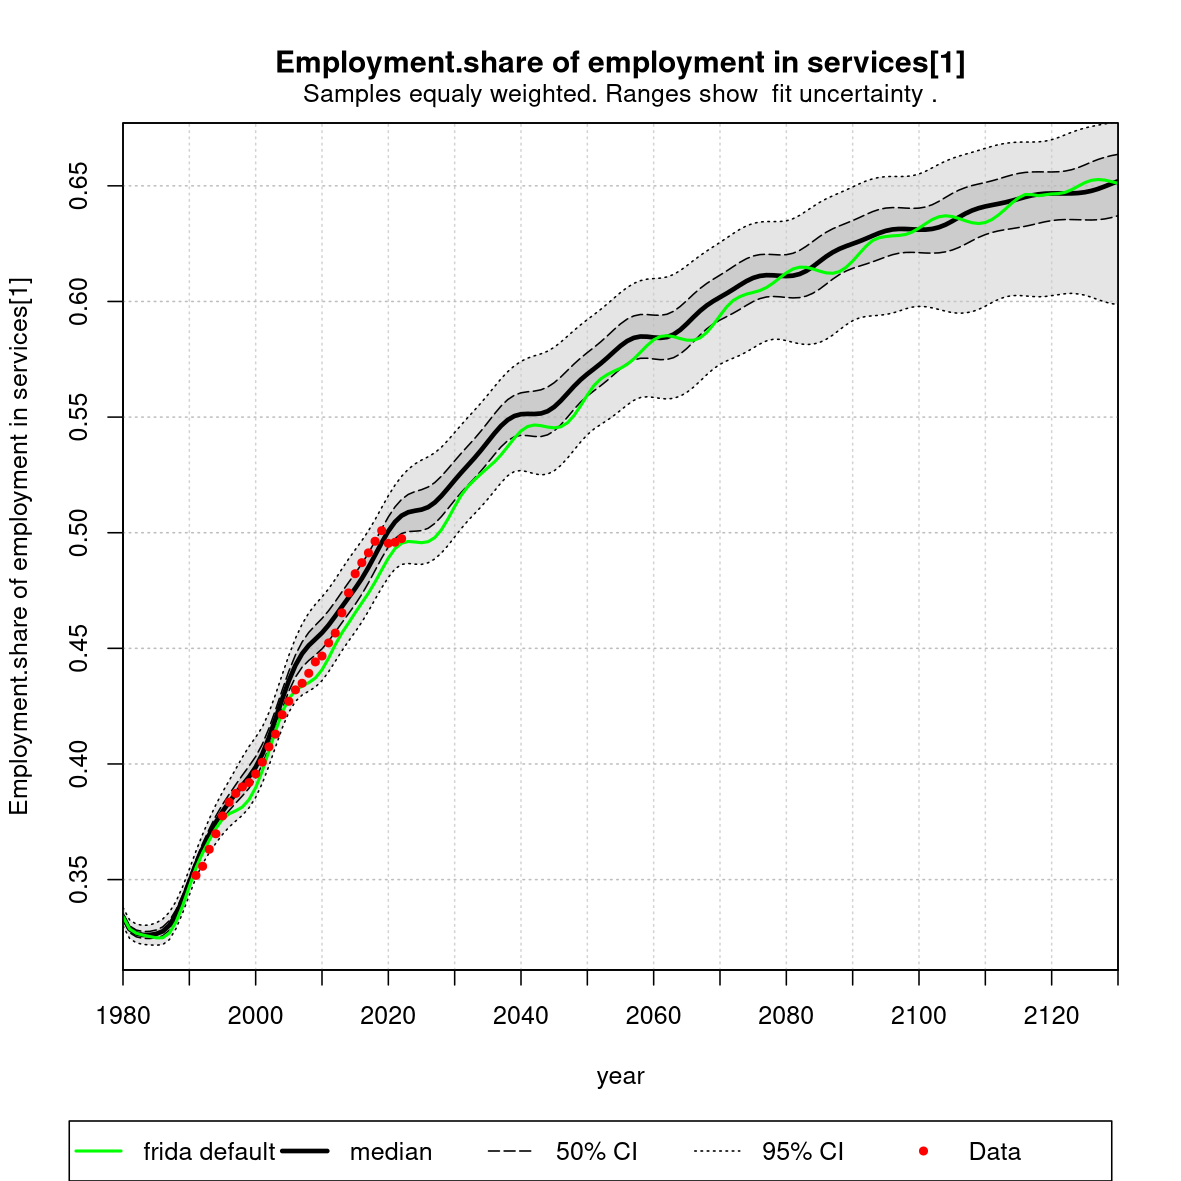 Employment.share of employment in services[1]
Samples equaly weighted. Ranges show  fit uncertainty .
Employment.share of employment in services[1]
0.65
0.60
0.55
0.50
0.45
0.40
0.35
1980 2000 2020 2040 2060 2080 2100 2120
year
frida default median 50% CI 95% CI Data